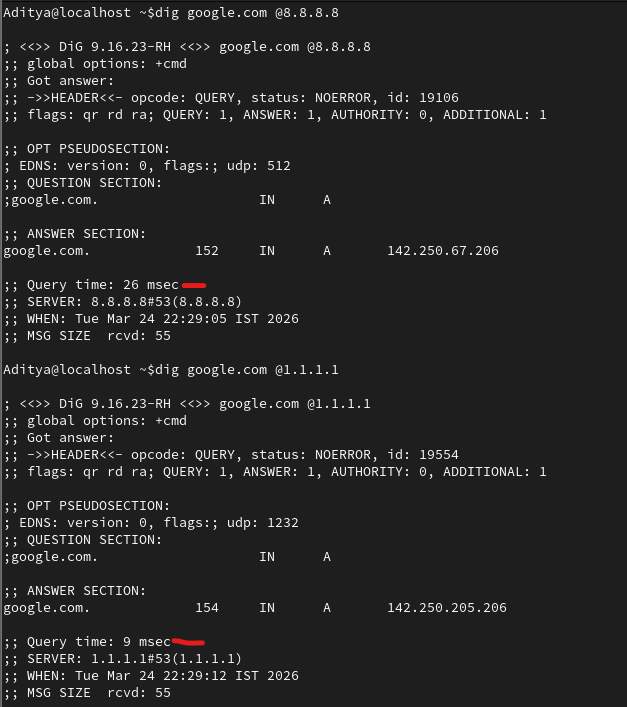 Aditya@localhost ~$dig google.com @8.8.8.8
; <<>> DiG 9.16.23-RH <<>> google.com @8.8.8.8
;; global options: +cmd
;; Got answer:
;; ->>HEADER<<- opcode: QUERY, status: NOERROR, id: 19106
;; flags: qr rd ra; QUERY: 1, ANSWER: 1, AUTHORITY: 0, ADDITIONAL: 1
;; OPT PSEUDOSECTION:
; EDNS: version: 0, flags:; udp: 512
;; QUESTION SECTION:
;google.com. IN A
;; ANSWER SECTION:
google.com. 152 IN A 142.250.67.206
;; Query time: 26 msec
;; SERVER: 8.8.8.8#53(8.8.8.8)
;; WHEN: Tue Mar 24 22:29:05 IST 2026
;; MSG SIZE rcvd: 55
Aditya@localhost ~$dig google.com @1.1.1.1
; <<>> DiG 9.16.23-RH <<>> google.com @1.1.1.1
;; global options: +cmd
;; Got answer:
;; ->>HEADER<<- opcode: QUERY, status: NOERROR, id: 19554
;; flags: qr rd ra; QUERY: 1, ANSWER: 1, AUTHORITY: 0, ADDITIONAL: 1
;; OPT PSEUDOSECTION:
; EDNS: version: 0, flags:; udp: 1232
;; QUESTION SECTION:
;google.com. IN A
;; ANSWER SECTION:
google.com. 154 IN A 142.250.205.206
;; Query time: 9 msec
;; SERVER: 1.1.1.1#53(1.1.1.1)
;; WHEN: Tue Mar 24 22:29:12 IST 2026
;; MSG SIZE rcvd: 55